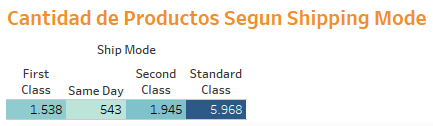 Cantidad de Productos Segun Shipping Mode
Ship Mode
First Class Same Day Second Class Standard Class
1.538 543 1.945 5.968